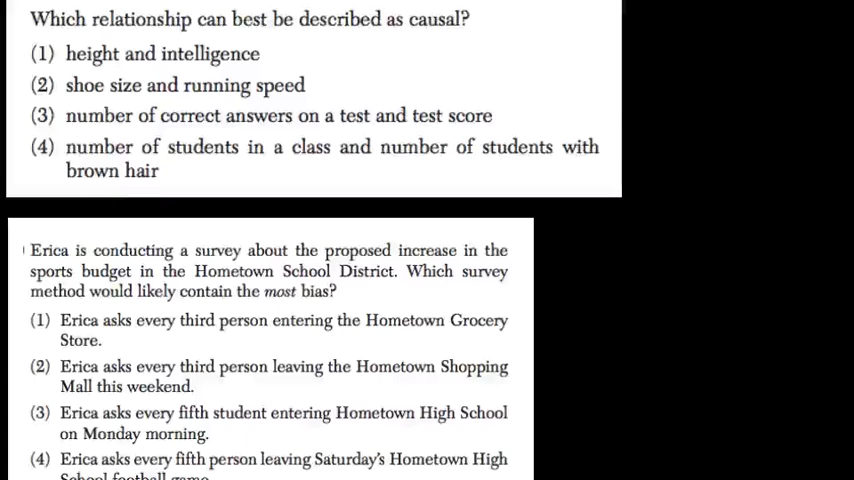 Which relationship can best be described as causal?
(1) height and intelligence
(2) shoe size and running speed
(3) number of correct answers on a test and test score
(4) number of students in a class and number of students with
brown hair
Erica is conducting a survey about the proposed increase in the
sports budget in the Hometown School District. Which survey
method would likely contain the most bias?
(1) Erica asks every third person entering the Hometown Grocery
Store.
(2) Erica asks every third person leaving the Hometown Shopping
Mall this weekend.
(3) Erica asks every fifth student entering Hometown High School
on Monday morning.
(4) Erica asks every fifth person leaving Saturday's Hometown High
School football game.